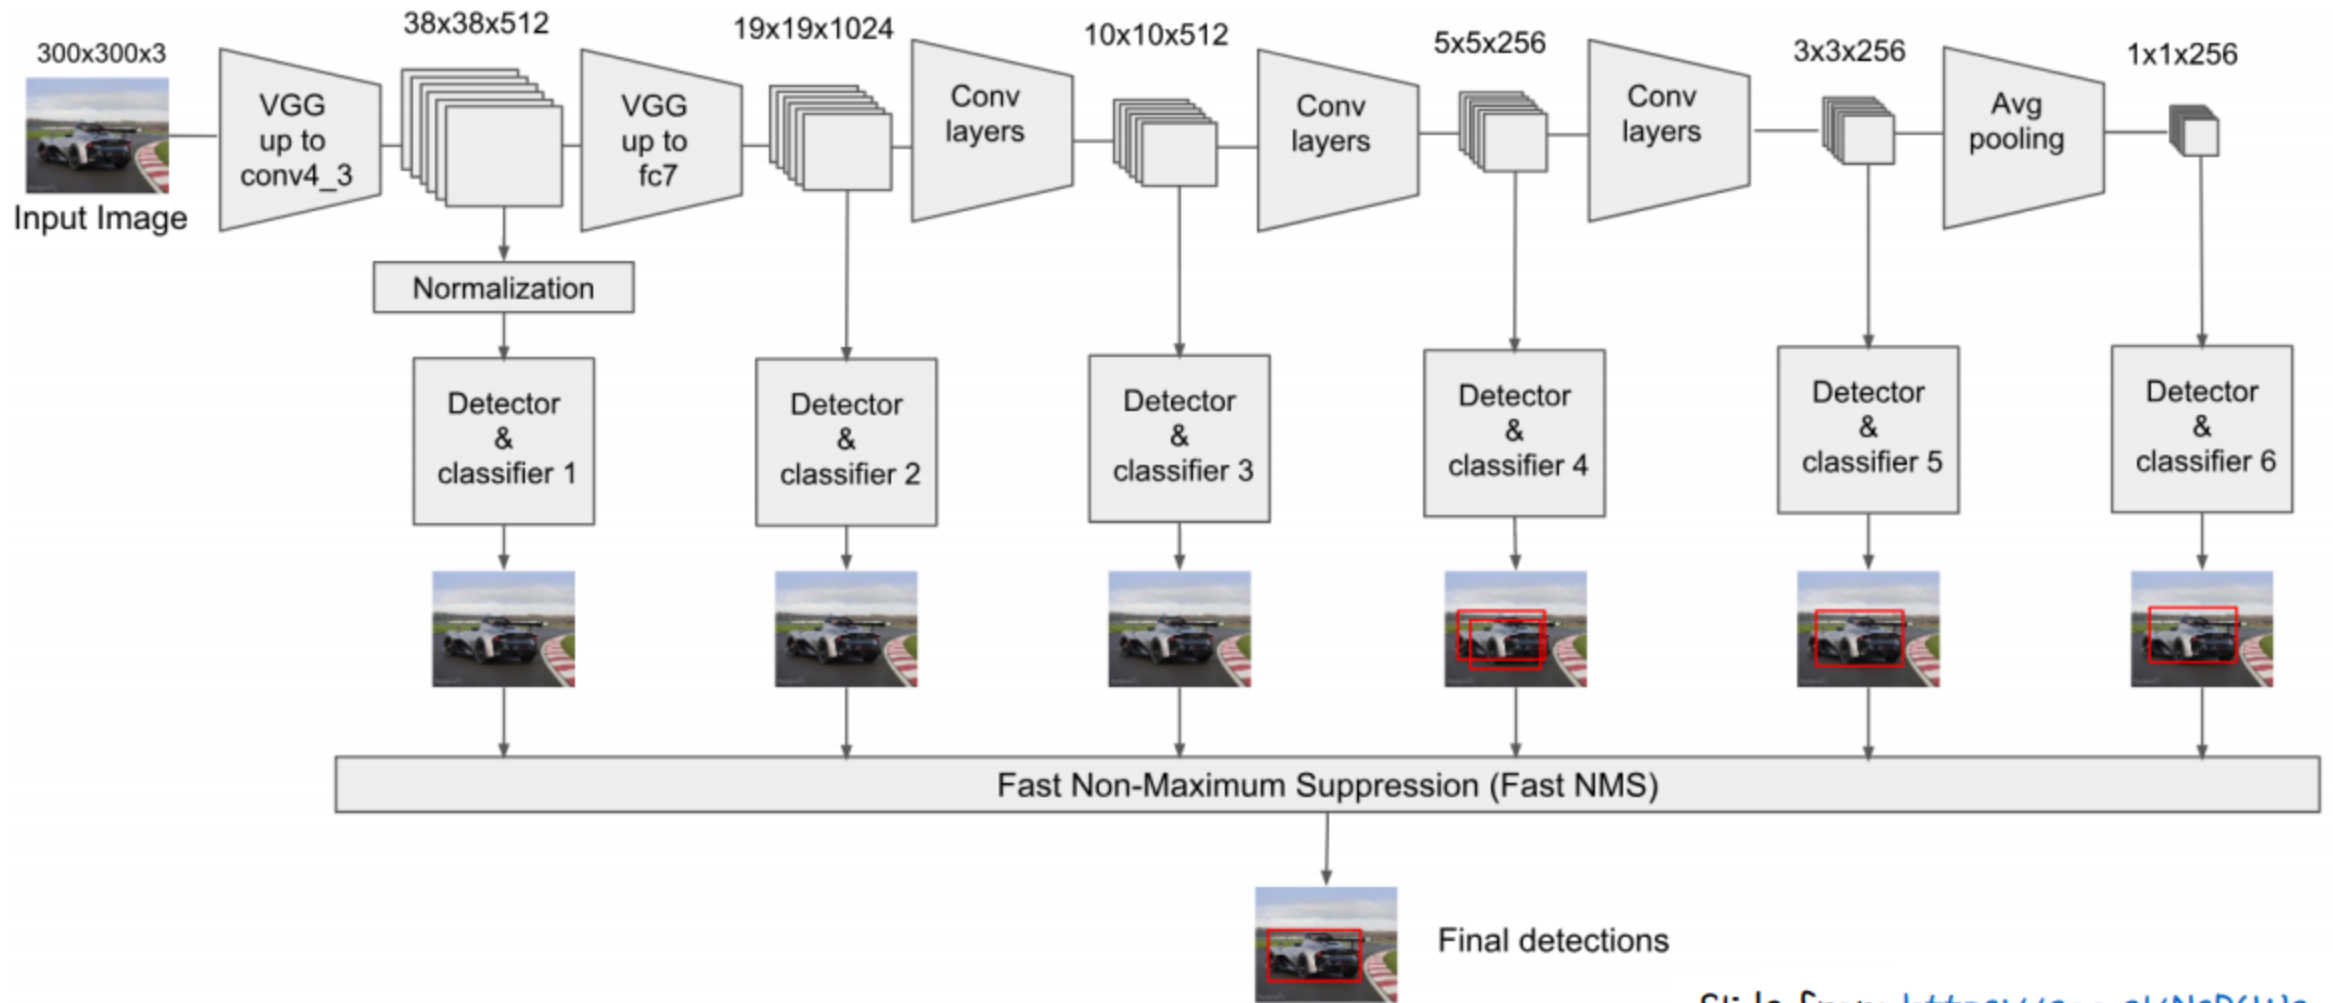 300x300x3
38x38x512
19x19x1024
10x10x512
5x5x256
3x3x256
1x1x256
Input Image
VGG
up to
conv4_3
VGG
up to
fc7
Conv
layers
Conv
layers
Conv
layers
Avg
pooling
Normalization
Detector
&
classifier 1
Detector
&
classifier 2
Detector
&
classifier 3
Detector
&
classifier 4
Detector
&
classifier 5
Detector
&
classifier 6
Fast Non-Maximum Suppression (Fast NMS)
Final detections